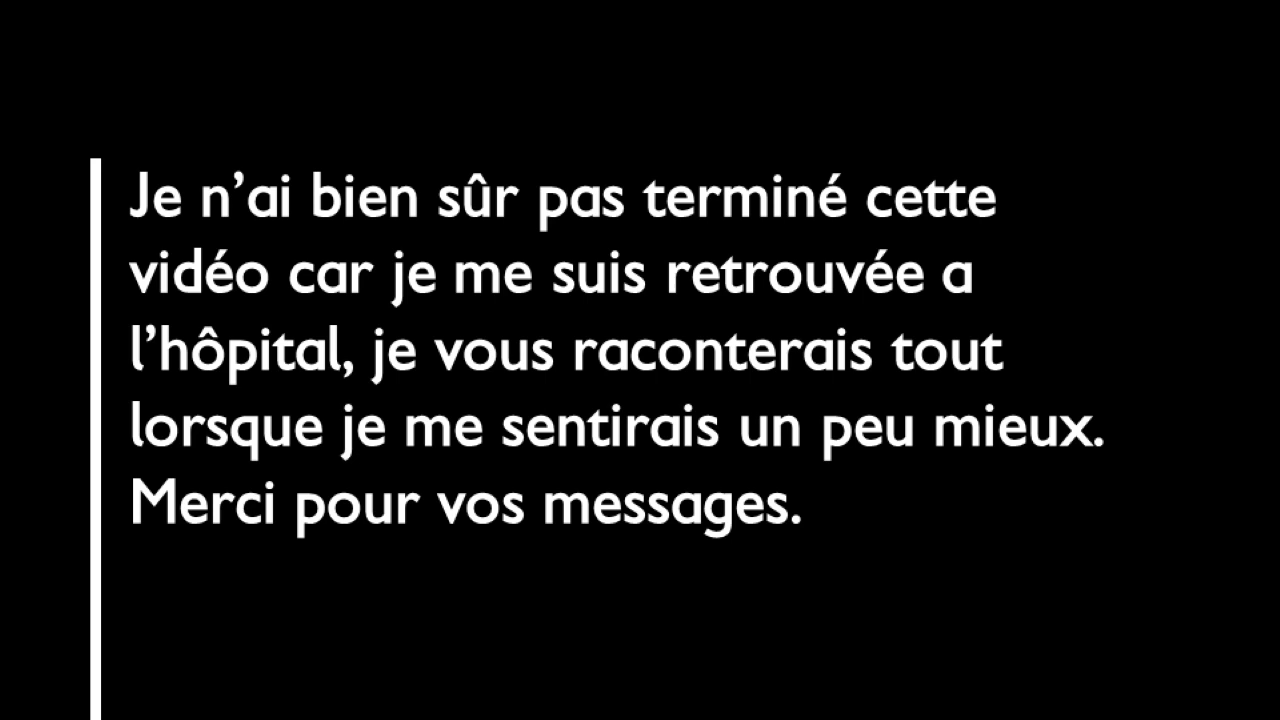 Je n’ai bien sûr pas terminé cette
vidéo car je me suis retrouvée a
l’hôpital, je vous raconterais tout
lorsque je me sentirais un peu mieux.
Merci pour vos messages.